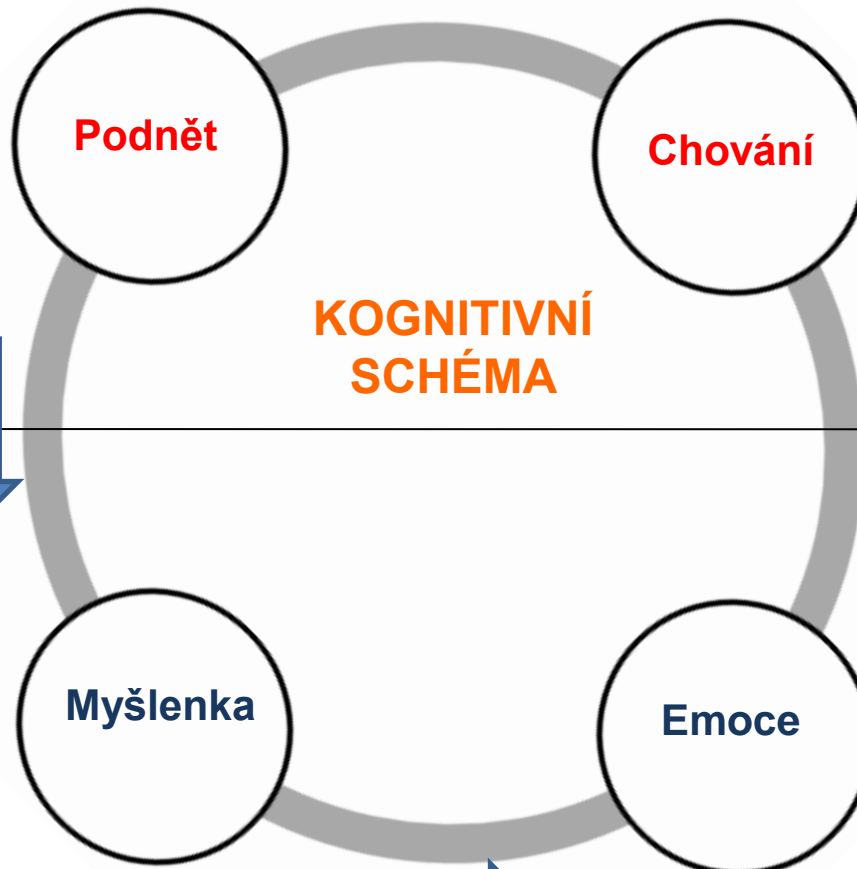 Podnět
Chování
KOGNITIVNÍ
SCHÉMA
Myšlenka
Emoce